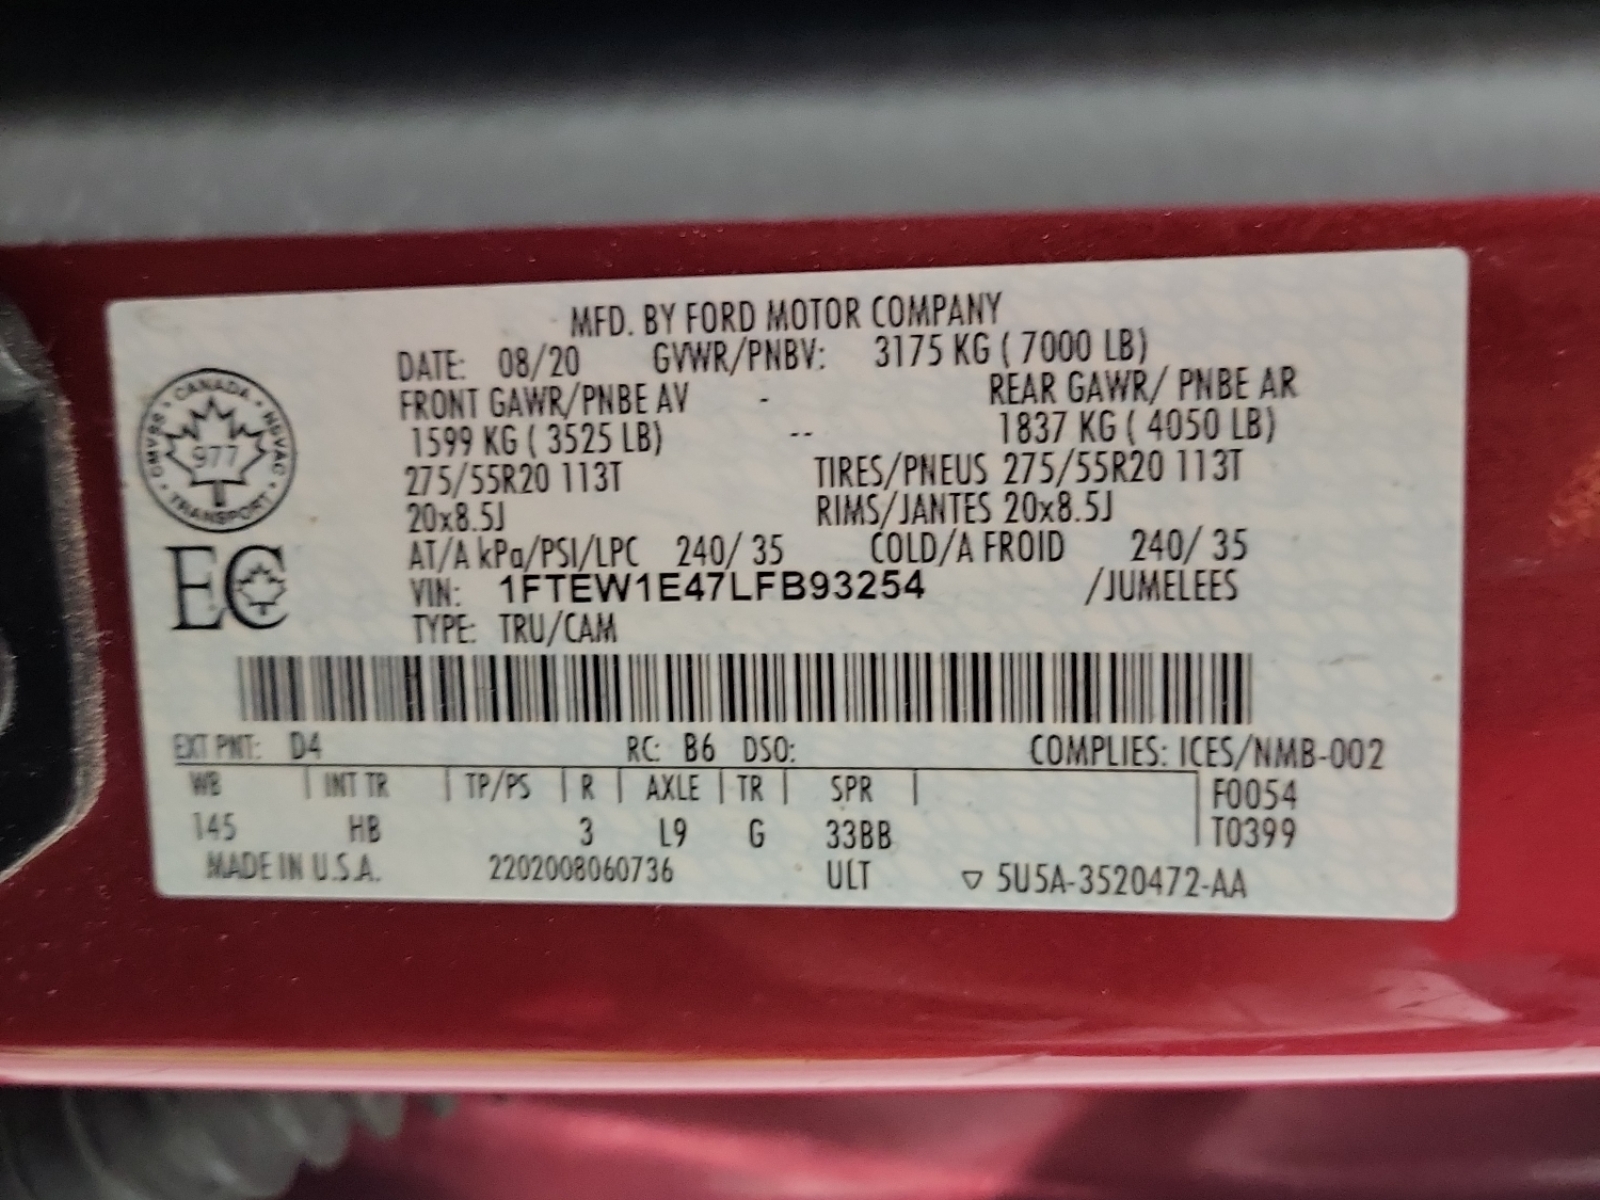 MFD. BY FORD MOTOR COMPANY
DATE: 08/20 GVWR/PNBV: 3175 KG ( 7000 LB)
FRONT GAWR/PNBE AV - REAR GAWR/ PNBE AR
1599 KG ( 3525 LB) -- 1837 KG ( 4050 LB)
275/55R20 113T TIRES/PNEUS 275/55R20 113T
20x8.5J RIMS/JANTES 20x8.5J
AT/A kPa/PSI/LPC 240/ 35 COLD/A FROID 240/ 35
VIN: 1FTEW1E47LFB93254 /JUMELEES
TYPE: TRU/CAM
CANADA
CMVSS NSVAC
977
TRANSPORT
EC
EXT PNT: D4 RC: B6 DSO: COMPLIES: ICES/NMB-002
WB INT TR TP/PS R AXLE TR SPR F0054
145 HB 3 L9 G 33BB T0399
MADE IN U.S.A. 2202008060736 ULT ▽ 5U5A-3520472-AA